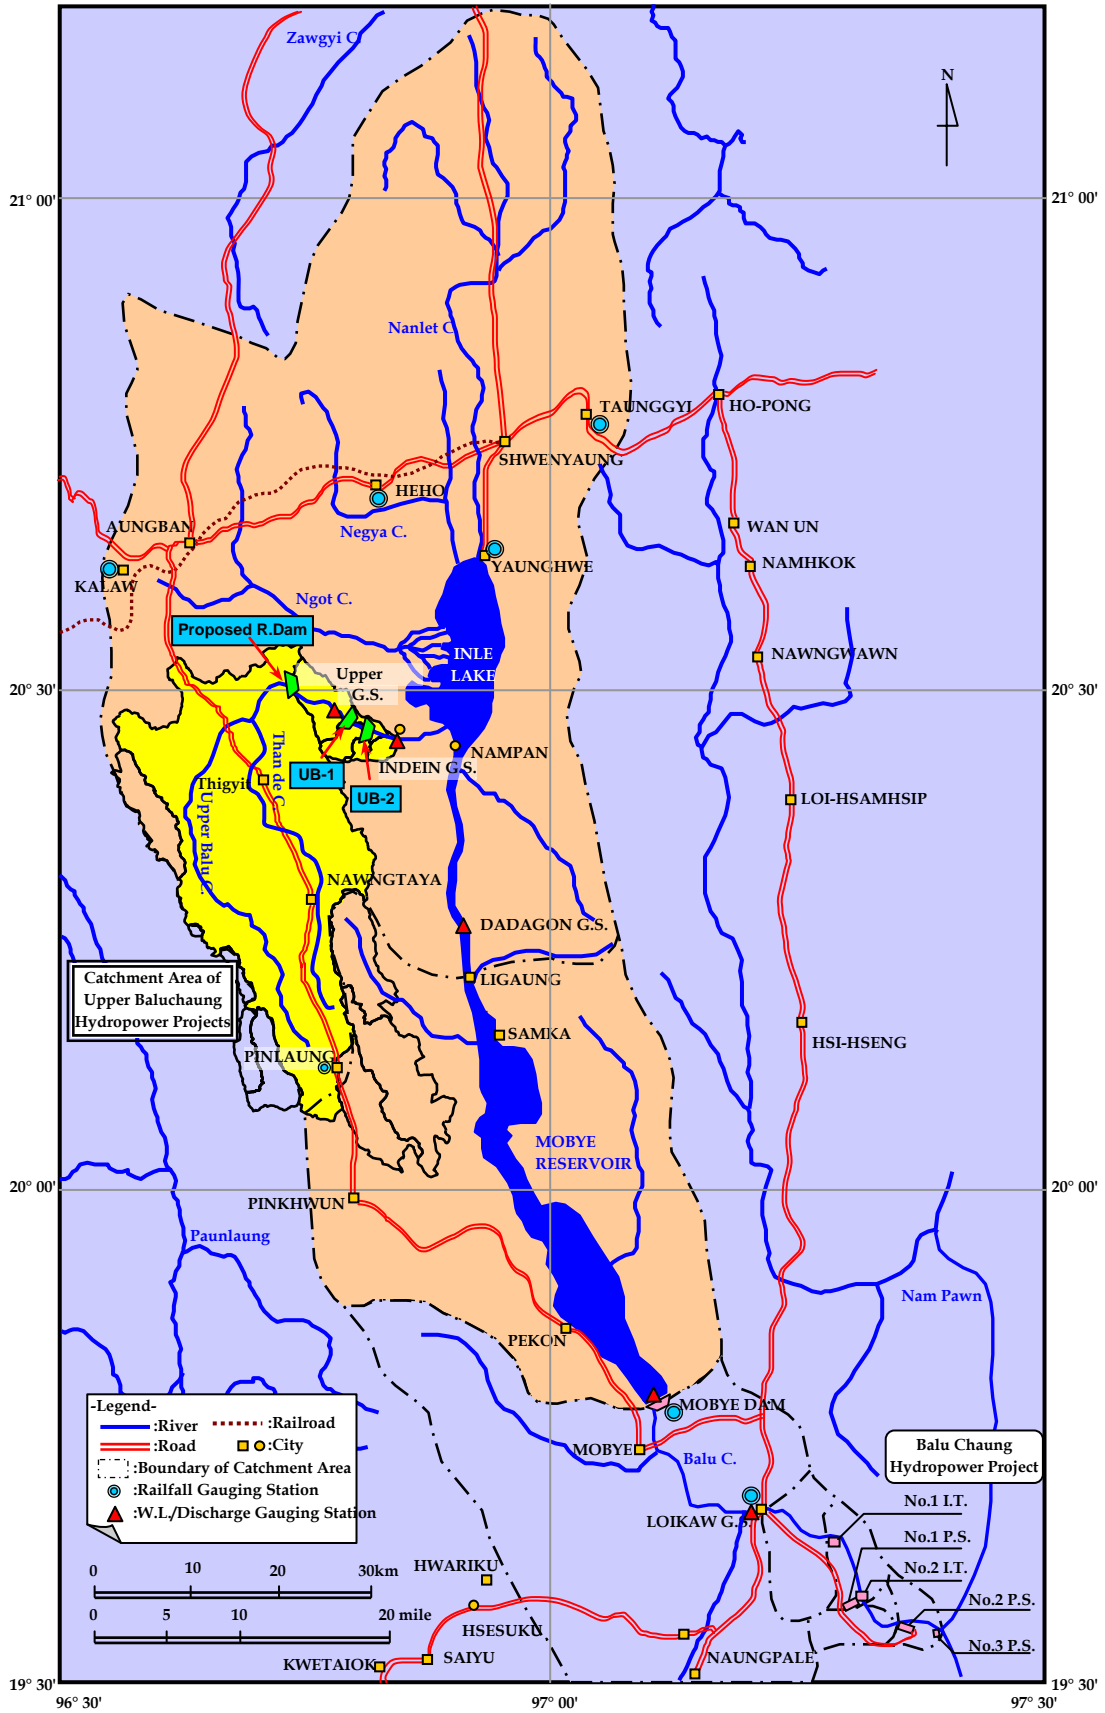 Zawgyi C.
N
21° 00'
21° 00'
Nanlet C.
TAUNGGYI
HO-PONG
SHWENYAUNG
HEHO
AUNGBAN
Negya C.
WAN UN
YAUNGHWE
NAMHKOK
KALAW
Ngot C.
Proposed R.Dam
INLE
LAKE
NAWNGWAWN
Upper
G.S.
20° 30'
20° 30'
Than de C.
NAMPAN
INDEIN G.S.
UB-1
Thigyit
UB-2
LOI-HSAMHSIP
Upper Balu C.
NAWNGTAYA
DADAGON G.S.
Catchment Area of
Upper Baluchaung
Hydropower Projects
LIGAUNG
SAMKA
HSI-HSENG
PINLAUNG
MOBYE
RESERVOIR
20° 00'
20° 00'
PINKHWUN
Paunlaung
Nam Pawn
PEKON
MOBYE DAM
-Legend-
:River
:Railroad
:Road
:City
:Boundary of Catchment Area
:Railfall Gauging Station
:W.L./Discharge Gauging Station
MOBYE
Balu C.
Balu Chaung
Hydropower Project
LOIKAW G.S.
No.1 I.T.
No.1 P.S.
No.2 I.T.
No.2 P.S.
No.3 P.S.
0 10 20 30km
0 5 10 20 mile
HWARIKU
HSESUKU
KWETAIOK
SAIYU
NAUNGPALE
19° 30'
19° 30'
96° 30'
97° 00'
97° 30'